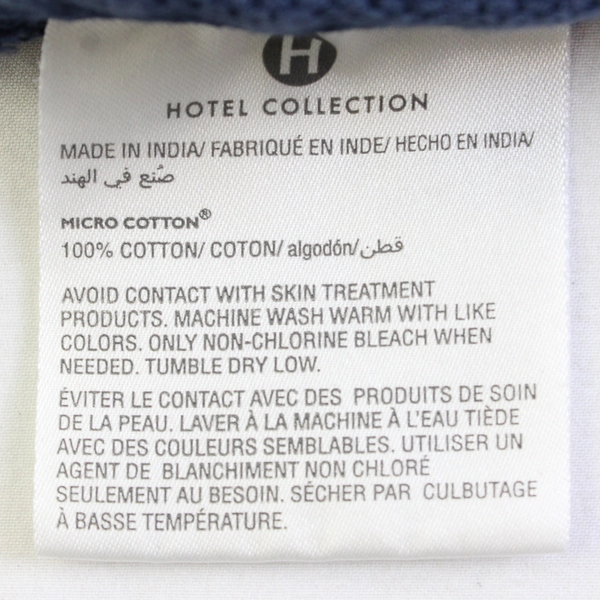 H
HOTEL COLLECTION
MADE IN INDIA/ FABRIQUÉ EN INDE/ HECHO EN INDIA/
صُنع في الهند
MICRO COTTON®
100% COTTON/ COTON/ algodón/قطن
AVOID CONTACT WITH SKIN TREATMENT
PRODUCTS. MACHINE WASH WARM WITH LIKE
COLORS. ONLY NON-CHLORINE BLEACH WHEN
NEEDED. TUMBLE DRY LOW.
ÉVITER LE CONTACT AVEC DES PRODUITS DE SOIN
DE LA PEAU. LAVER À LA MACHINE À L'EAU TIÈDE
AVEC DES COULEURS SEMBLABLES. UTILISER UN
AGENT DE BLANCHIMENT NON CHLORÉ
SEULEMENT AU BESOIN. SÉCHER PAR CULBUTAGE
À BASSE TEMPÉRATURE.